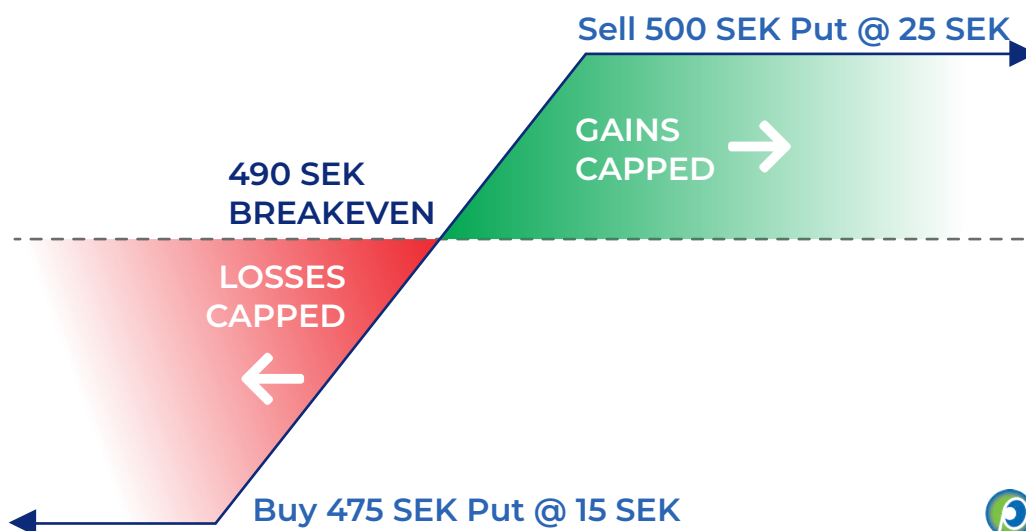 Sell 500 SEK Put @ 25 SEK
GAINS
CAPPED
490 SEK
BREAKEVEN
LOSSES
CAPPED
Buy 475 SEK Put @ 15 SEK